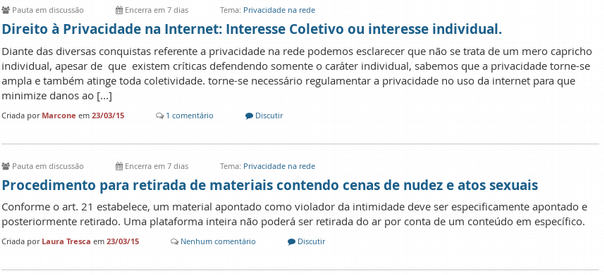 Pauta em discussão Encerra em 7 dias Tema: Privacidade na rede
Direito à Privacidade na Internet: Interesse Coletivo ou interesse individual.
Diante das diversas conquistas referente a privacidade na rede podemos esclarecer que não se trata de um mero capricho
individual, apesar de que existem críticas defendendo somente o caráter individual, sabemos que a privacidade torne-se
ampla e também atinge toda coletividade. torne-se necessário regulamentar a privacidade no uso da internet para que
minimize danos ao [...]
Criada por Marcone em 23/03/15 1 comentário Discutir
Pauta em discussão Encerra em 7 dias Tema: Privacidade na rede
Procedimento para retirada de materiais contendo cenas de nudez e atos sexuais
Conforme o art. 21 estabelece, um material apontado como violador da intimidade deve ser especificamente apontado e
posteriormente retirado. Uma plataforma inteira não poderá ser retirada do ar por conta de um conteúdo em específico.
Criada por Laura Tresca em 23/03/15 Nenhum comentário Discutir